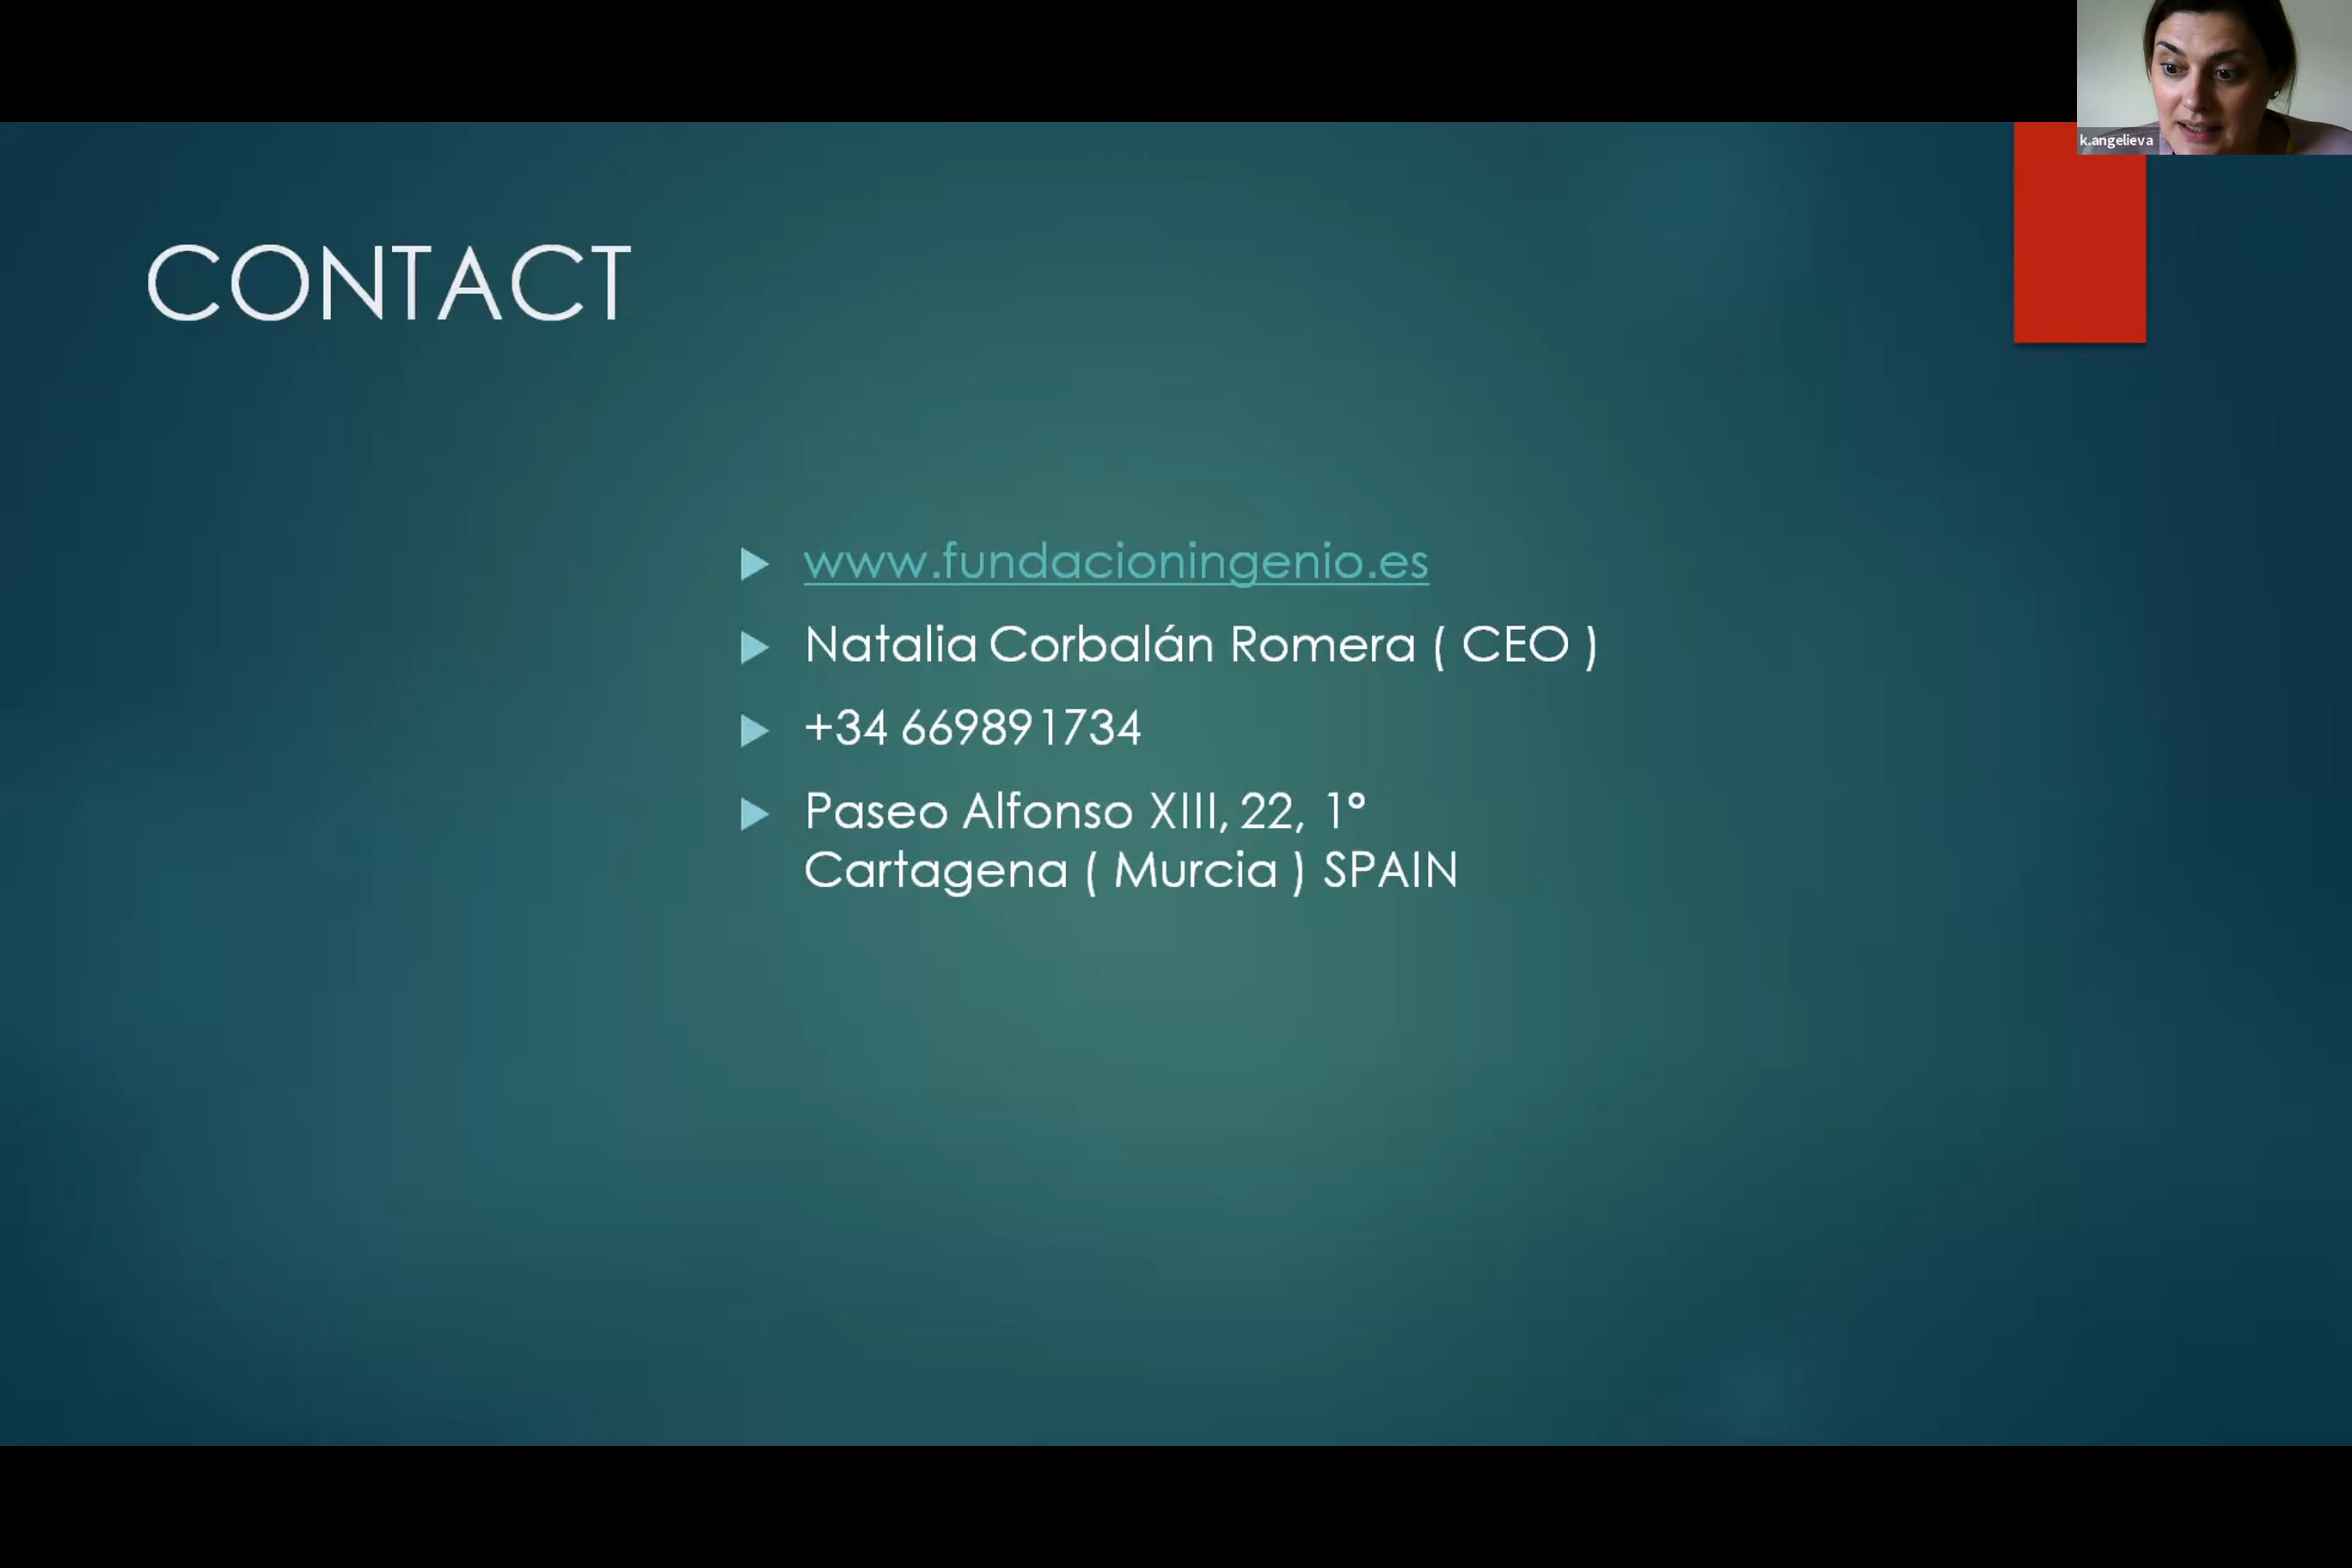 k.angelieva
CONTACT
www.fundacioningenio.es
Natalia Corbalán Romera ( CEO )
+34 669891734
Paseo Alfonso XIII, 22, 1º
Cartagena ( Murcia ) SPAIN